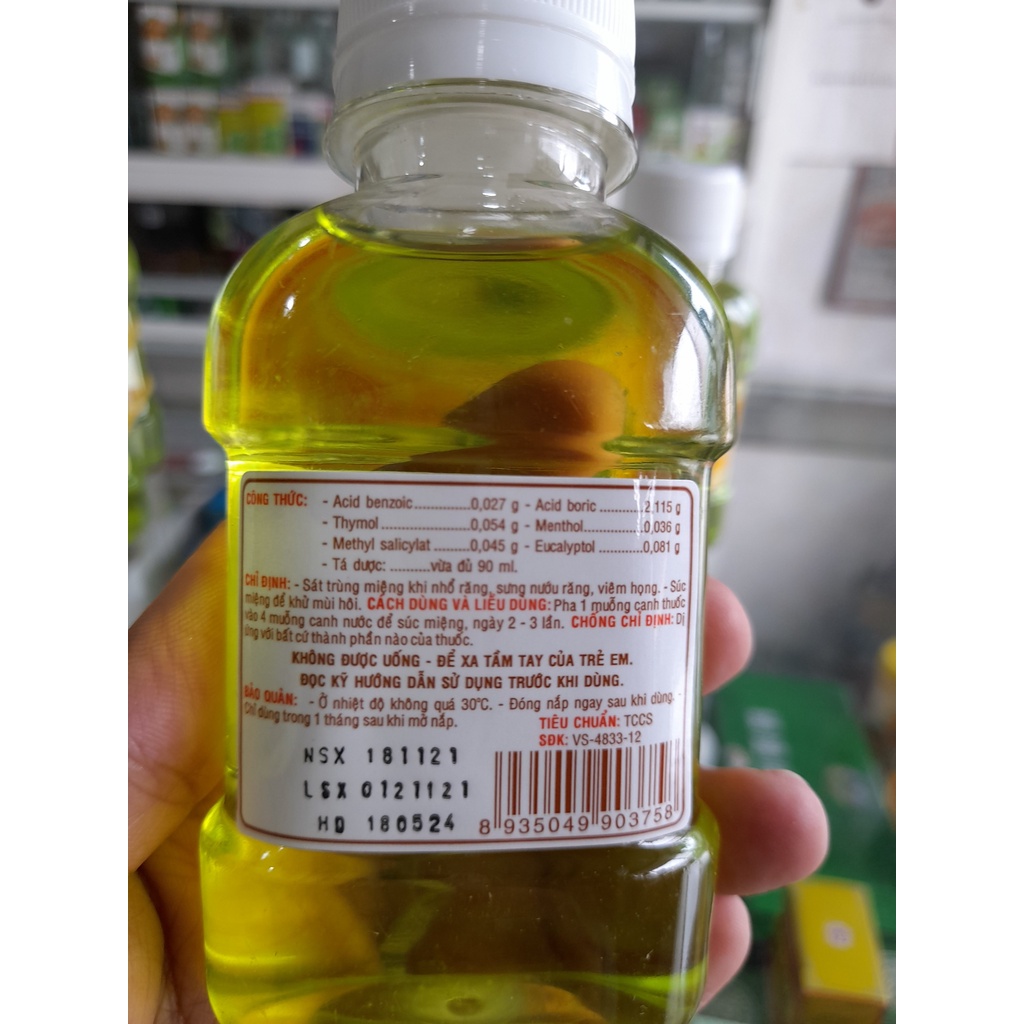 CÔNG THỨC: - Acid benzoic..............0,027 g - Acid boric ...........2,115 g
- Thymol ......................0,054 g - Menthol..............0,036 g
- Methyl salicylat .........0,045 g - Eucalyptol ............0,081 g
- Tá dược: ..........vừa đủ 90 ml.
CHỈ ĐỊNH: - Sát trùng miệng khi nhổ răng, sưng nướu răng, viêm họng. - Súc
miệng để khử mùi hôi. CÁCH DÙNG VÀ LIỀU DÙNG: Pha 1 muỗng canh thuốc
vào 4 muỗng canh nước để súc miệng, ngày 2 - 3 lần. CHỐNG CHỈ ĐỊNH: Dị
ứng với bất cứ thành phần nào của thuốc.
KHÔNG ĐƯỢC UỐNG - ĐỂ XA TẦM TAY CỦA TRẺ EM.
ĐỌC KỸ HƯỚNG DẪN SỬ DỤNG TRƯỚC KHI DÙNG.
BẢO QUẢN: - Ở nhiệt độ không quá 30°C. - Đóng nắp ngay sau khi dùng. -
Chỉ dùng trong 1 tháng sau khi mở nắp.
TIÊU CHUẨN: TCCS
SĐK: VS-4833-12
NSX 181121
LSX 0121121
HD 180524
8 935049 903758